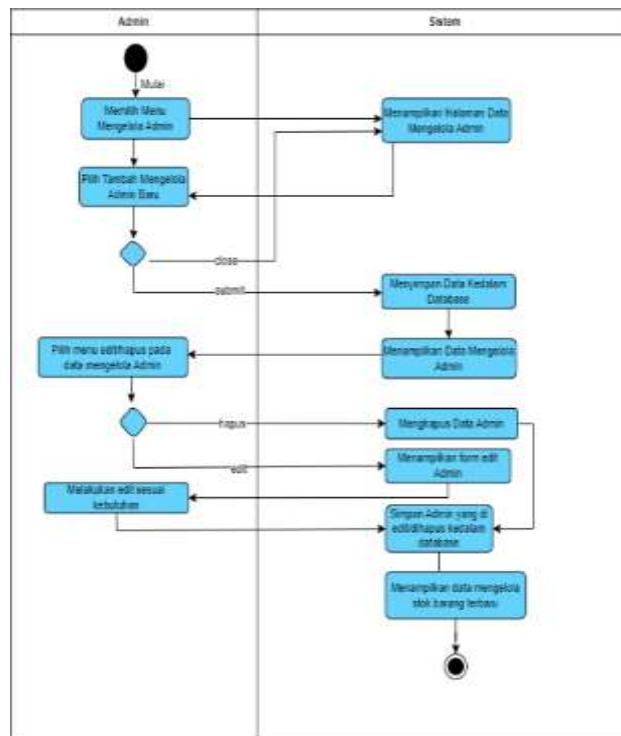 Admin
Sistem
Mulai
Memilih Menu
Mengelola Admin
Menampilkan Halaman Data
Mengelola Admin
Pilih Tambah Mengelola
Admin Baru
close
submit
Menyimpan Data Kedalam
Database
Pilih menu edit/hapus pada
data mengelola Admin
Menampilkan Data Mengelola
Admin
hapus
Mengkapus Data Admin
edit
Menampilkan form edit
Admin
Melakukan edit sesuai
kebutuhan
Simpan Admin yang di
edit/dihapus kedalam
database
Menampilkan data mengelola
stok barang terbaru